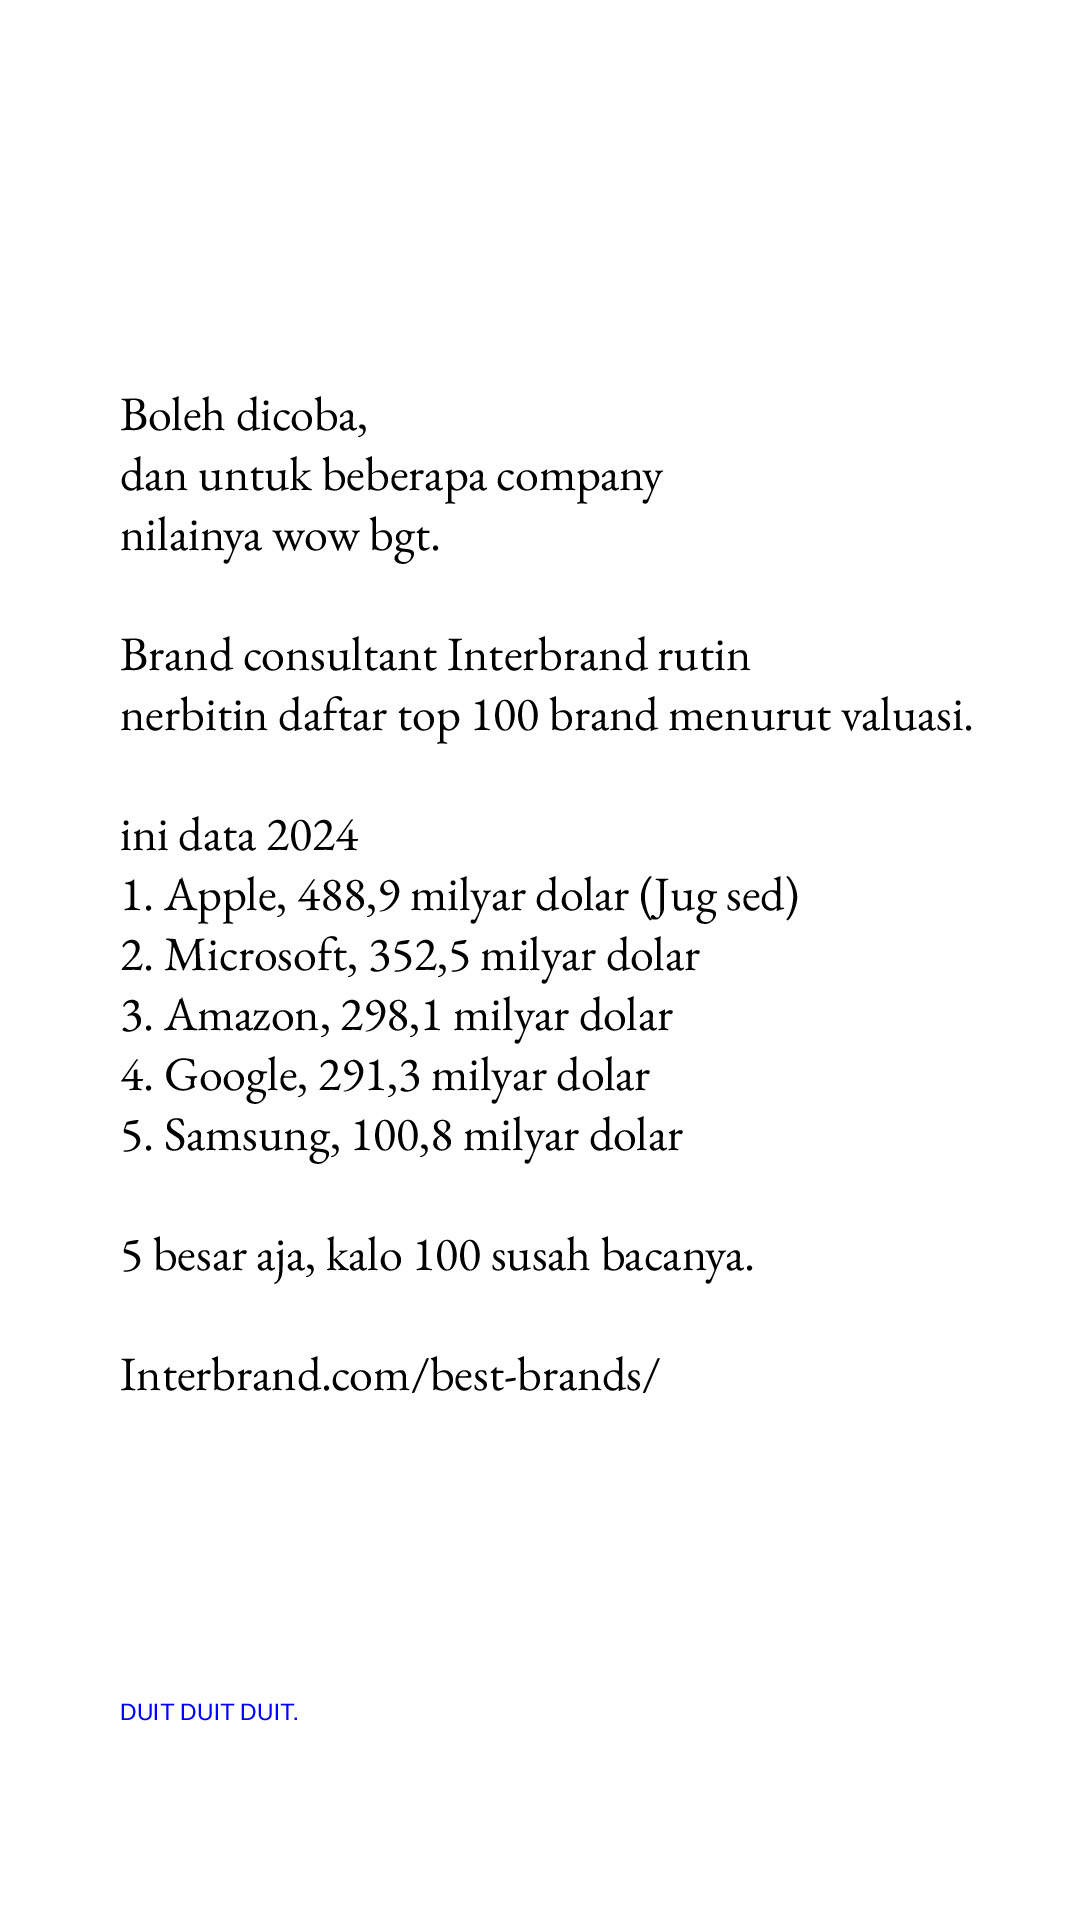 Boleh dicoba,
dan untuk beberapa company
nilainya wow bgt.
Brand consultant Interbrand rutin
nerbitin daftar top 100 brand menurut valuasi.
ini data 2024
1. Apple, 488,9 milyar dolar (Jug sed)
2. Microsoft, 352,5 milyar dolar
3. Amazon, 298,1 milyar dolar
4. Google, 291,3 milyar dolar
5. Samsung, 100,8 milyar dolar
5 besar aja, kalo 100 susah bacanya.
Interbrand.com/best-brands/
DUIT DUIT DUIT.